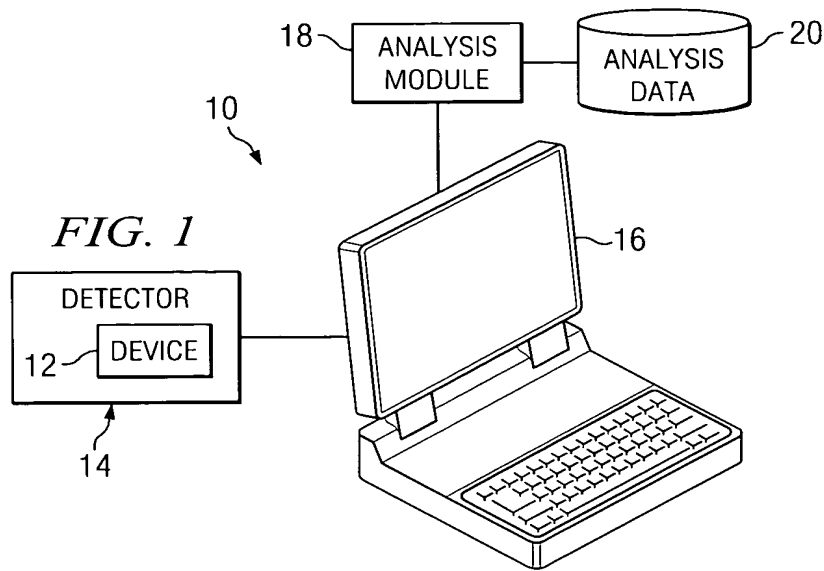 18
ANALYSIS
MODULE
ANALYSIS
DATA
20
10
FIG. 1
16
DETECTOR
12
DEVICE
14